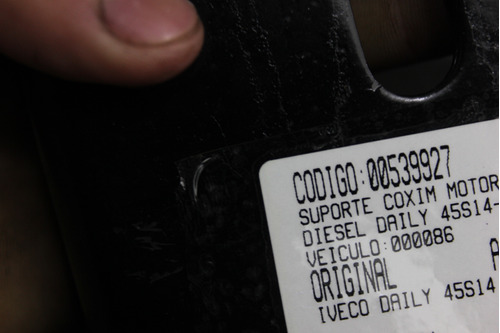 CODIGO:00539927
SUPORTE COXIM MOTOR
DIESEL DAILY 45S14-
VEICULO:000086
ORIGINAL A
IVECO DAILY 45S14